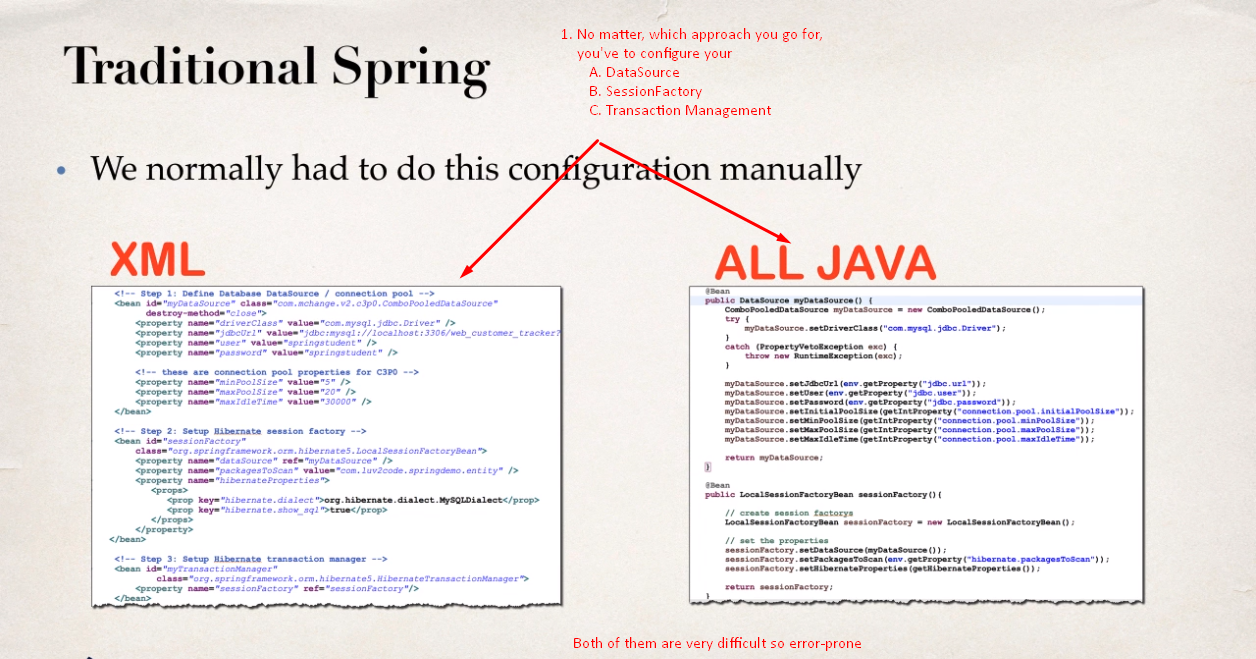 Traditional Spring
1. No matter, which approach you go for,
you've to configure your
A. DataSource
B. SessionFactory
C. Transaction Management
• We normally had to do this configuration manually
XML
<!-- Step 1: Define Database DataSource / connection pool -->
<bean id="myDataSource" class="com.mchange.v2.c3p0.ComboPooledDataSource"
destroy-method="close">
<property name="driverClass" value="com.mysql.jdbc.Driver" />
<property name="jdbcUrl" value="jdbc:mysql://localhost:3306/web_customer_tracker?
<property name="user" value="springstudent" />
<property name="password" value="springstudent" />
<!-- these are connection pool properties for C3P0 -->
<property name="minPoolSize" value="5" />
<property name="maxPoolSize" value="20" />
<property name="maxIdleTime" value="30000" />
</bean>
<!-- Step 2: Setup Hibernate session factory -->
<bean id="sessionFactory"
class="org.springframework.orm.hibernate5.LocalSessionFactoryBean">
<property name="dataSource" ref="myDataSource" />
<property name="packagesToScan" value="com.luv2code.springdemo.entity" />
<property name="hibernateProperties">
<props>
<prop key="hibernate.dialect">org.hibernate.dialect.MySQLDialect</prop>
<prop key="hibernate.show_sql">true</prop>
</props>
</property>
</bean>
<!-- Step 3: Setup Hibernate transaction manager -->
<bean id="myTransactionManager"
class="org.springframework.orm.hibernate5.HibernateTransactionManager">
<property name="sessionFactory" ref="sessionFactory"/>
</bean>
ALL JAVA
@Bean
public DataSource myDataSource() {
ComboPooledDataSource myDataSource = new ComboPooledDataSource();
try {
myDataSource.setDriverClass("com.mysql.jdbc.Driver");
}
catch (PropertyVetoException exc) {
throw new RuntimeException(exc);
}
myDataSource.setJdbcUrl(env.getProperty("jdbc.url"));
myDataSource.setUser(env.getProperty("jdbc.user"));
myDataSource.setPassword(env.getProperty("jdbc.password"));
myDataSource.setInitialPoolSize(getIntProperty("connection.pool.initialPoolSize"));
myDataSource.setMinPoolSize(getIntProperty("connection.pool.minPoolSize"));
myDataSource.setMaxPoolSize(getIntProperty("connection.pool.maxPoolSize"));
myDataSource.setMaxIdleTime(getIntProperty("connection.pool.maxIdleTime"));
return myDataSource;
}
@Bean
public LocalSessionFactoryBean sessionFactory(){
// create session factorys
LocalSessionFactoryBean sessionFactory = new LocalSessionFactoryBean();
// set the properties
sessionFactory.setDataSource(myDataSource());
sessionFactory.setPackagesToScan(env.getProperty("hibernate.packagesToScan"));
sessionFactory.setHibernateProperties(getHibernateProperties());
return sessionFactory;
}
Both of them are very difficult so error-prone